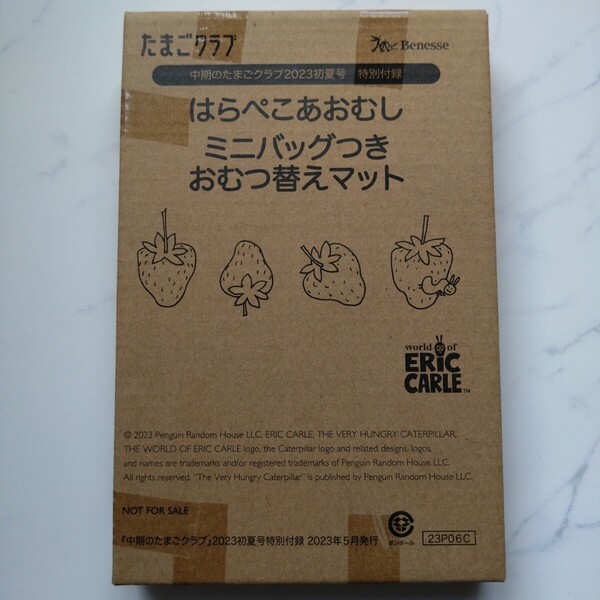 たまごクラブ
Benesse
中期のたまごクラブ2023初夏号 特別付録
はらぺこあおむし
ミニバッグつき
おむつ替えマット
world of
ERIC
CARLE™
© 2023 Penguin Random House LLC. ERIC CARLE, THE VERY HUNGRY CATERPILLAR,
THE WORLD OF ERIC CARLE logo, the Caterpillar logo and related designs, logos,
and names are trademarks and/or registered trademarks of Penguin Random House LLC.
All rights reserved. "The Very Hungry Caterpillar" is published by Penguin Random House LLC.
NOT FOR SALE
『中期のたまごクラブ』2023初夏号特別付録 2023年5月発行
ダンボール
23P06C